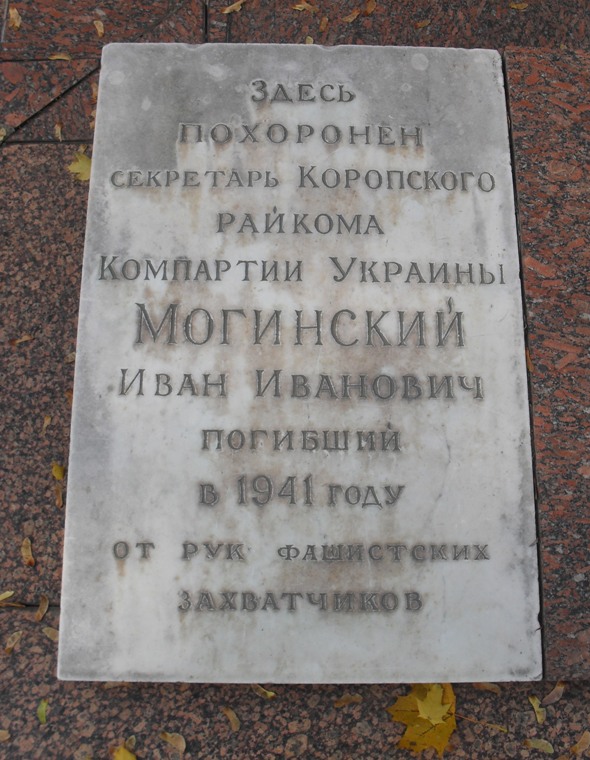 Здесь
похоронен
секретарь Коропского
райкома
Компартии Украины
Могинский
Иван Иванович
погибший
в 1941 году
от рук фашистских
захватчиков